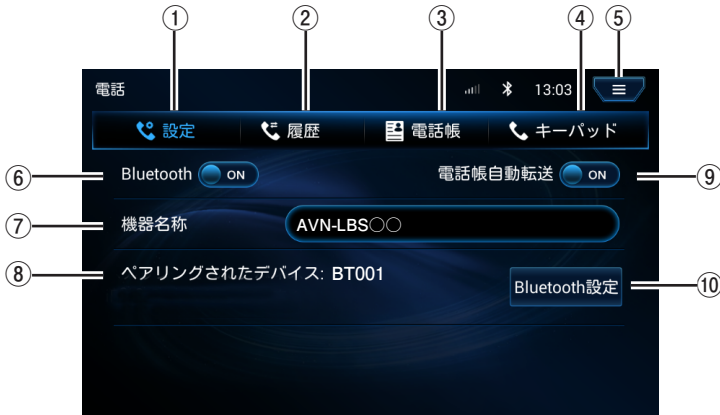 ① ② ③ ④ ⑤
電話 13:03
設定 履歴 電話帳 キーパッド
⑥ Bluetooth ON 電話帳自動転送 ON ⑨
⑦ 機器名称 AVN-LBS○○
⑧ ペアリングされたデバイス: BT001 Bluetooth設定 ⑩